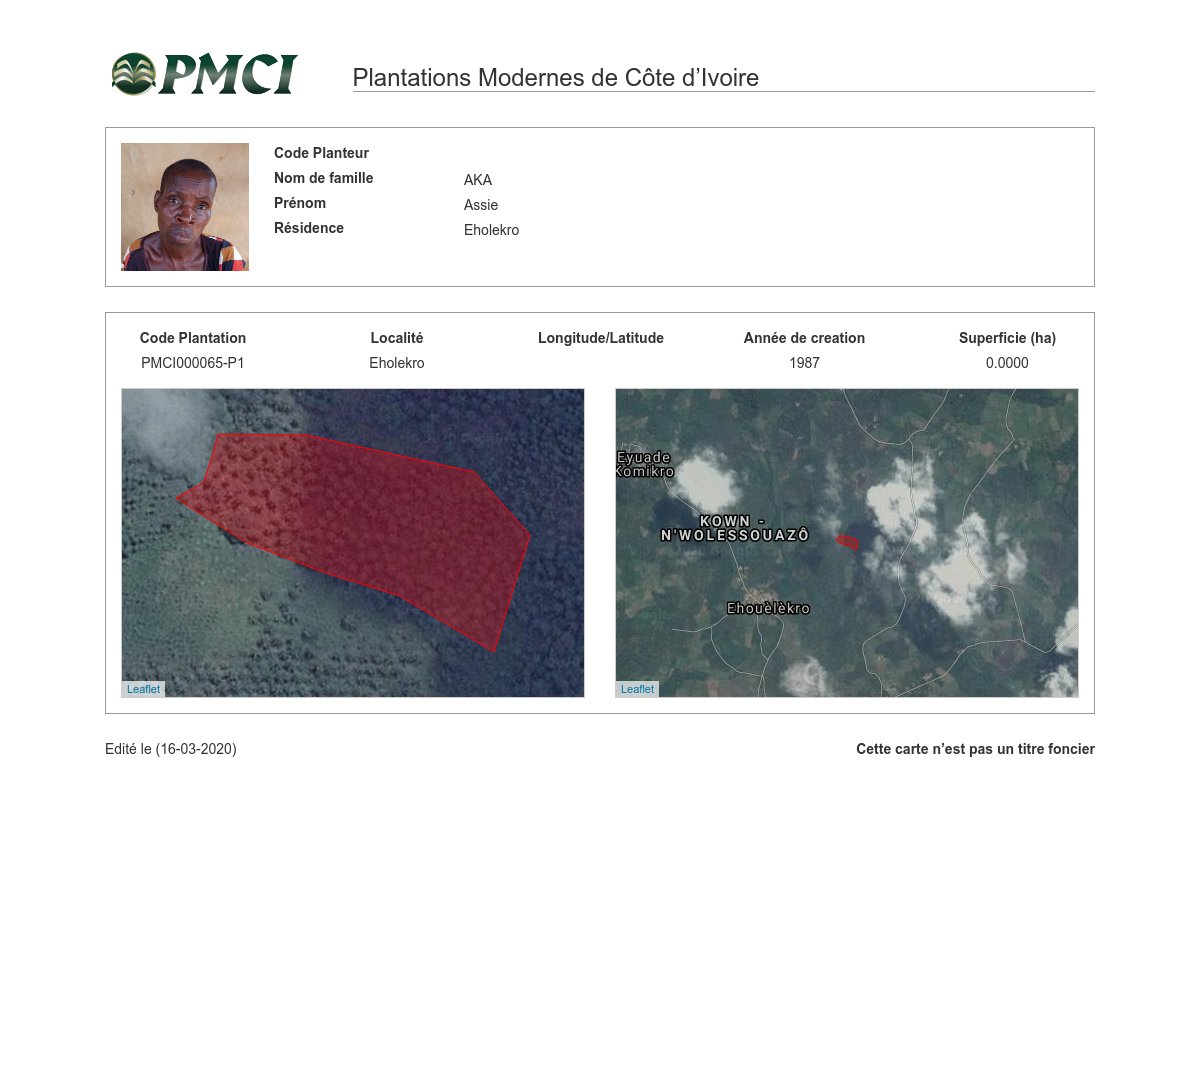 PMCI
Plantations Modernes de Côte d’Ivoire
Code Planteur
Nom de famille AKA
Prénom Assie
Résidence Eholekro
Code Plantation Localité Longitude/Latitude Année de creation Superficie (ha)
PMCI000065-P1 Eholekro 1987 0.0000
Leaflet
Eyuade
Komikro
KOWN -
N'WOLESSOUAZÔ
Ehouèlèkro
Leaflet
Edité le (16-03-2020) Cette carte n’est pas un titre foncier